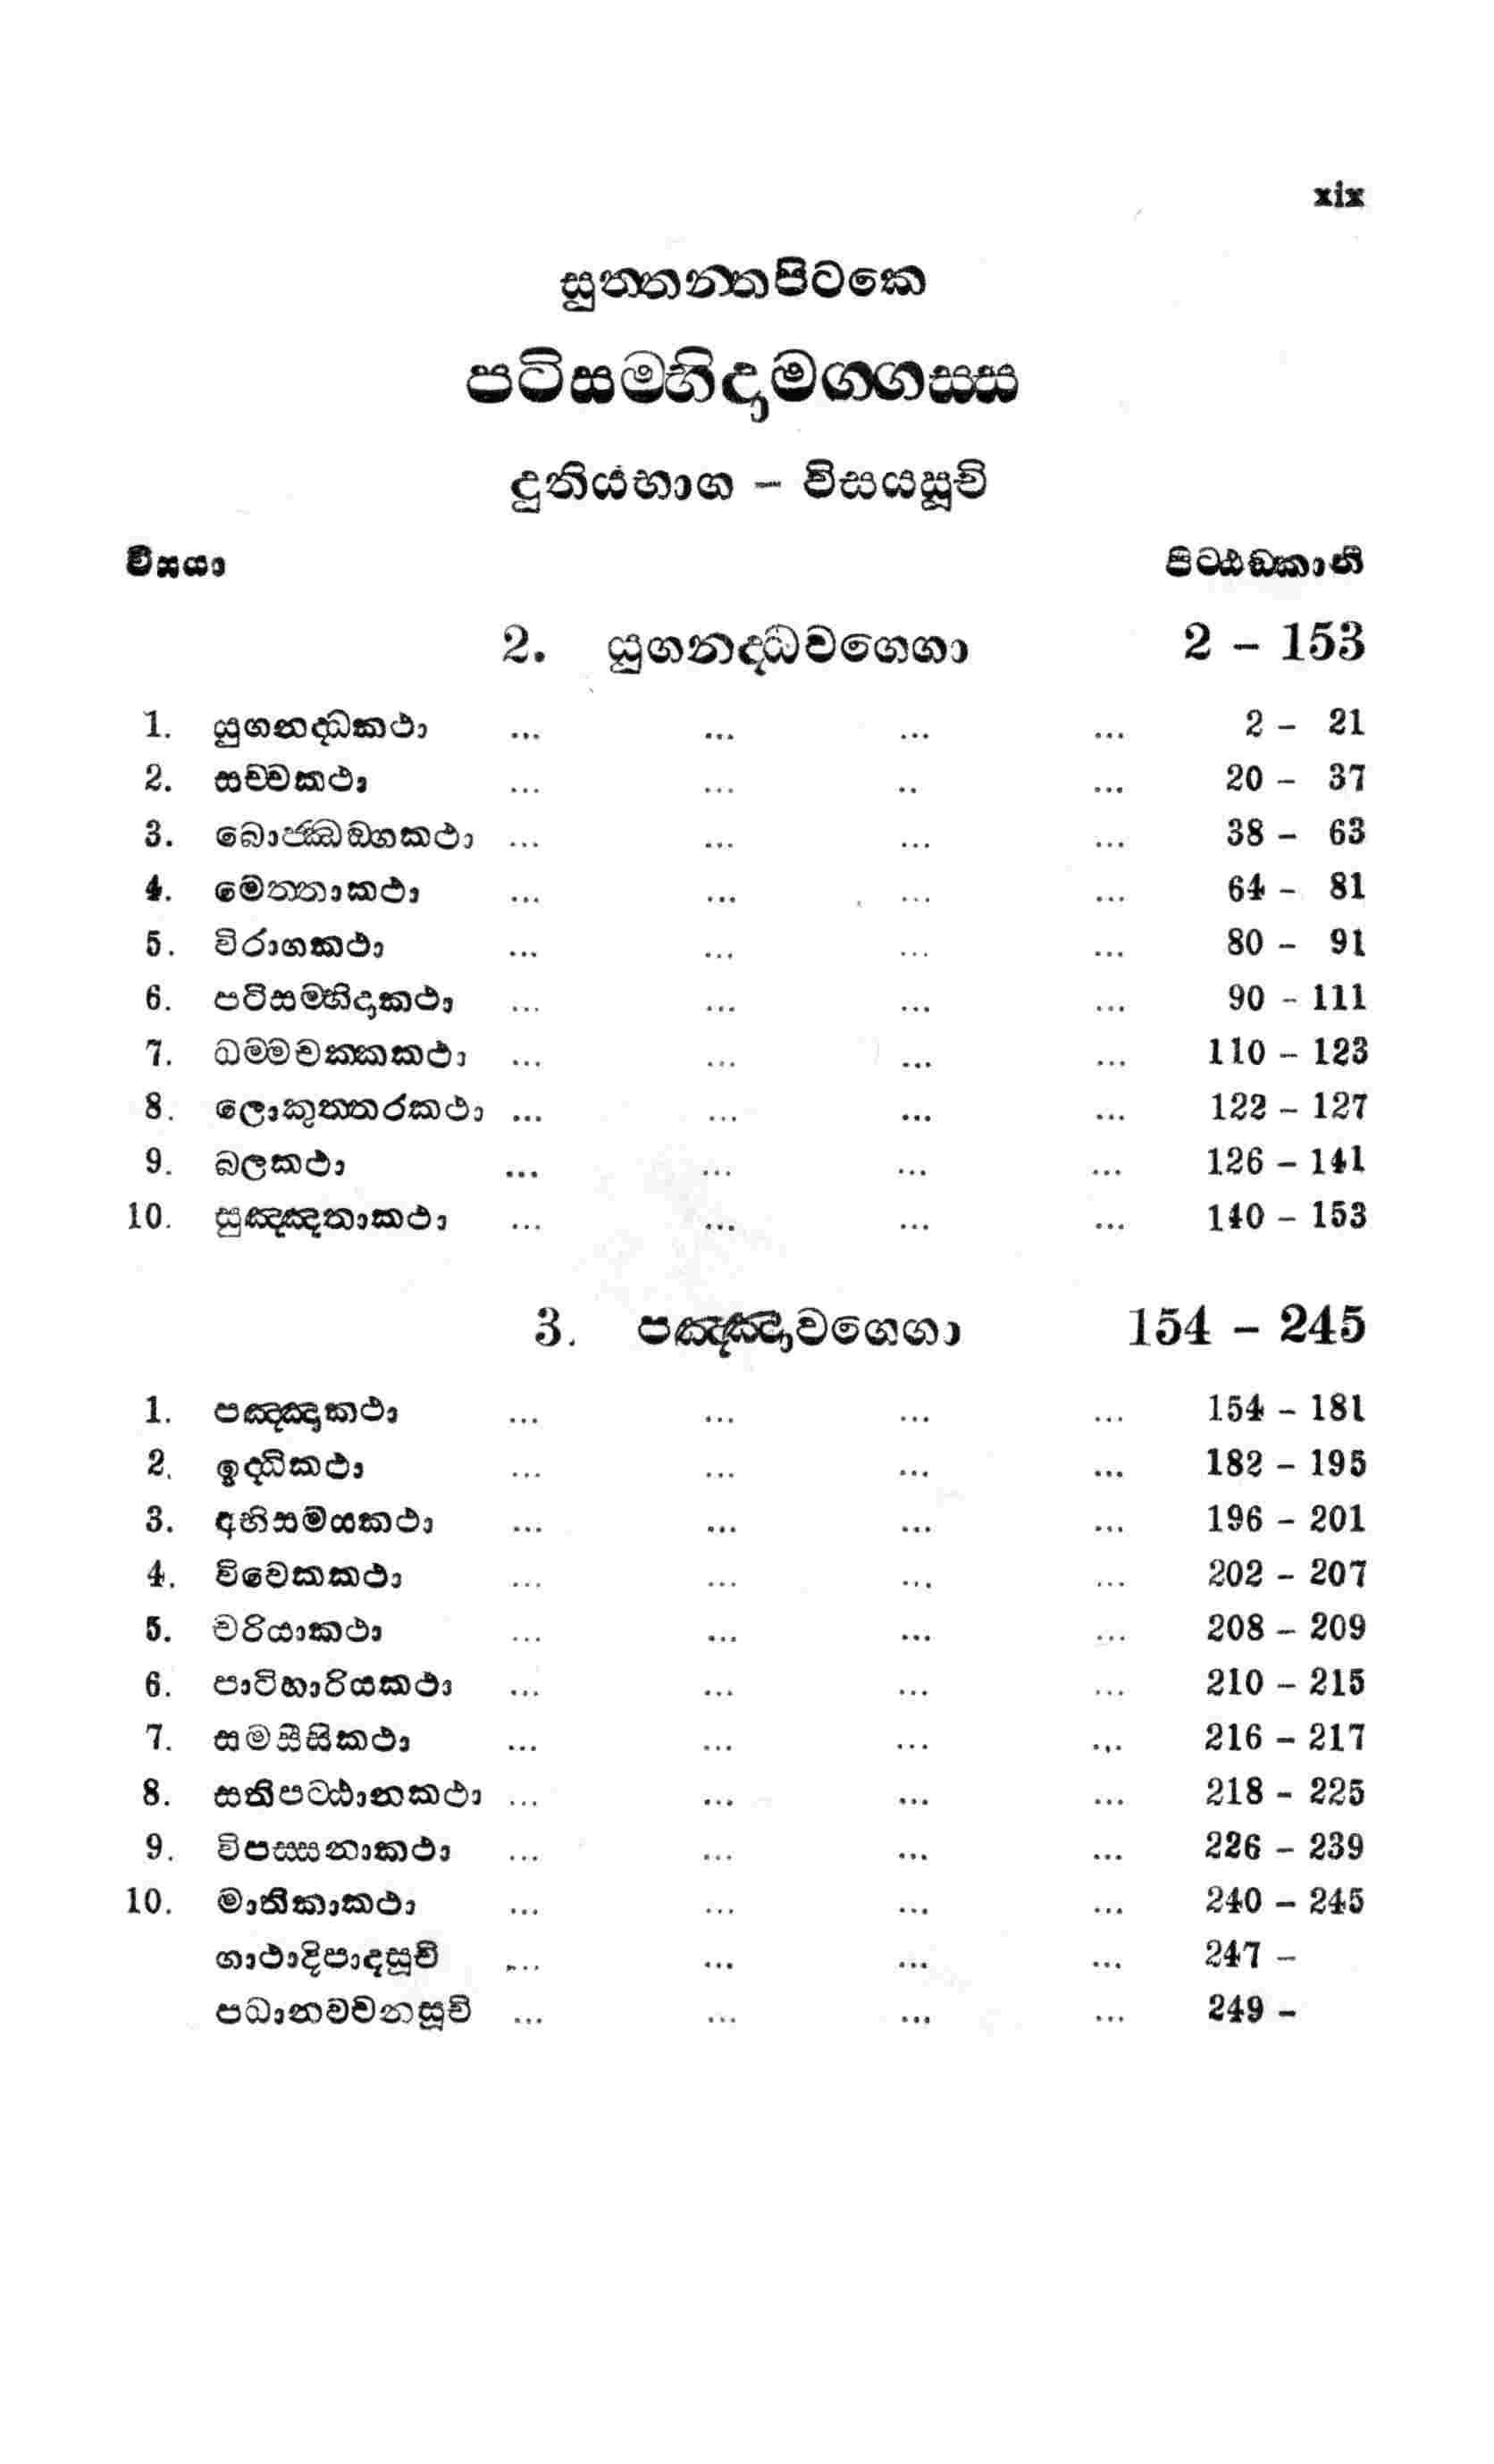 xix
සුත්තන්තපිටකෙ
පටිසම්භිදාමග්ගස්ස
දුතියභාග – විසයසූචි
විසයා පිට්ඨඞ්කානි
2. යුගනද්ධවග්ගො 2 – 153
1. යුගනද්ධකථා ... ... ... ... 2 – 21
2. සච්චකථා ... ... .. ... 20 – 37
3. බොජ්ඣඞ්ගකථා ... ... ... ... 38 – 63
4. මෙත්තාකථා ... ... ... ... 64 – 81
5. විරාගකථා ... ... ... ... 80 – 91
6. පටිසම්භිදාකථා ... ... ... ... 90 – 111
7. ධම්මචක්කකථා ... ... ... ... 110 – 123
8. ලොකුත්තරකථා ... ... ... ... 122 – 127
9. බලකථා ... ... ... ... 126 – 141
10. සුඤ්ඤතාකථා ... ... ... ... 140 – 153
3. පඤ්ඤාවග්ගො 154 – 245
1. පඤ්ඤාකථා ... ... ... ... 154 – 181
2. ඉද්ධිකථා ... ... ... ... 182 – 195
3. අභිසමයකථා ... ... ... ... 196 – 201
4. විවෙකකථා ... ... ... ... 202 – 207
5. චරියාකථා ... ... ... ... 208 – 209
6. පාටිහාරියකථා ... ... ... ... 210 – 215
7. සමසීසිකථා ... ... ... ... 216 – 217
8. සතිපට්ඨානකථා ... ... ... ... 218 – 225
9. විපස්සනාකථා ... ... ... ... 226 – 239
10. මාතිකාකථා ... ... ... ... 240 – 245
ගාථාදිපාදසූචි ... ... ... ... 247 –
පධානවචනසූචි ... ... ... ... 249 –